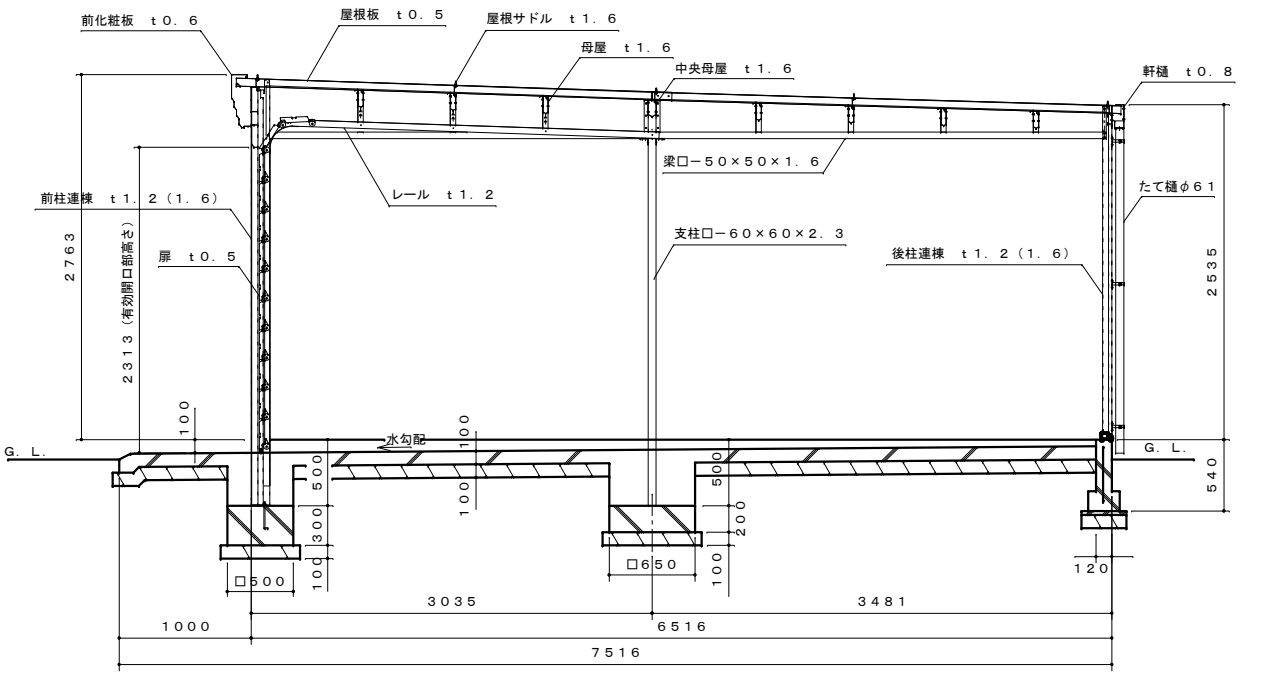 前化粧板 ｔ０．６
屋根板 ｔ０．５
屋根サドル ｔ１．６
母屋 ｔ１．６
中央母屋 ｔ１．６
軒樋 ｔ０．８
梁口－５０×５０×１．６
レール ｔ１．２
たて樋φ６１
前柱連棟 ｔ１．２（１．６）
支柱口－６０×６０×２．３
後柱連棟 ｔ１．２（１．６）
扉 ｔ０．５
２７６３
２３１３（有効開口部高さ）
２５３５
１００
水勾配
１００
Ｇ．Ｌ．
Ｇ．Ｌ．
５００
１００
５００
５４０
３００
２００
１００
１００
□５００
□６５０
１２０
３０３５
３４８１
１０００
６５１６
７５１６